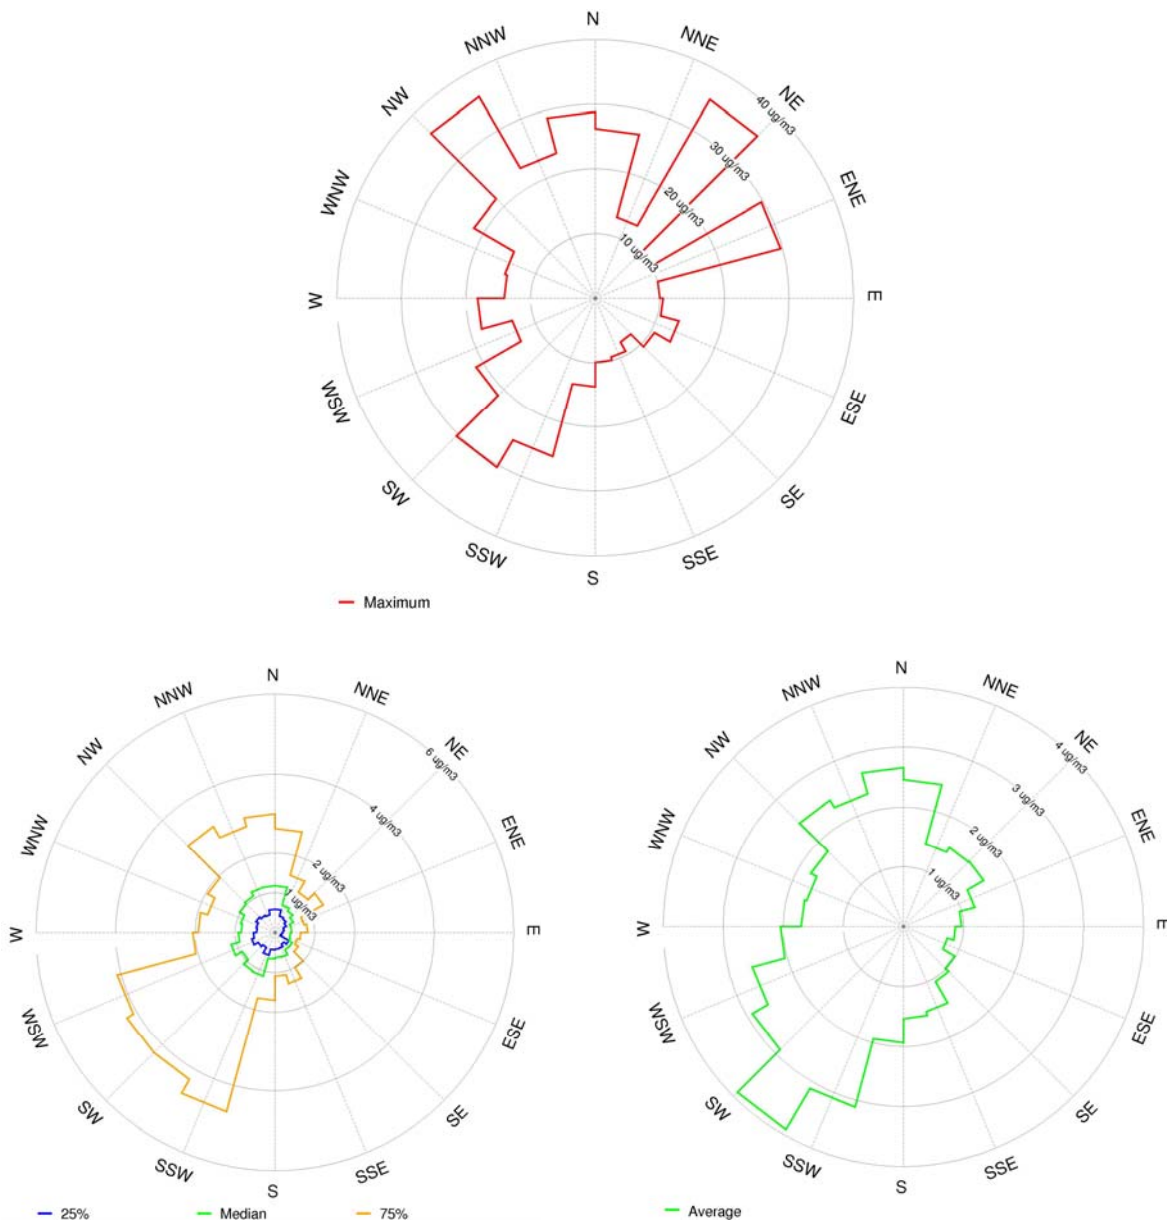 N
NNW
NNE
NW
NE
40 ug/m3
30 ug/m3
WNW
ENE
20 ug/m3
10 ug/m3
W
E
WSW
ESE
SW
SE
SSW
SSE
S
Maximum
N
NNW
NNE
NW
NE
6 ug/m3
4 ug/m3
WNW
ENE
2 ug/m3
1 ug/m3
W
E
WSW
ESE
SW
SE
SSW
SSE
S
25%
Median
75%
N
NNW
NNE
NW
NE
4 ug/m3
3 ug/m3
WNW
ENE
2 ug/m3
1 ug/m3
W
E
WSW
ESE
SW
SE
SSW
SSE
S
Average